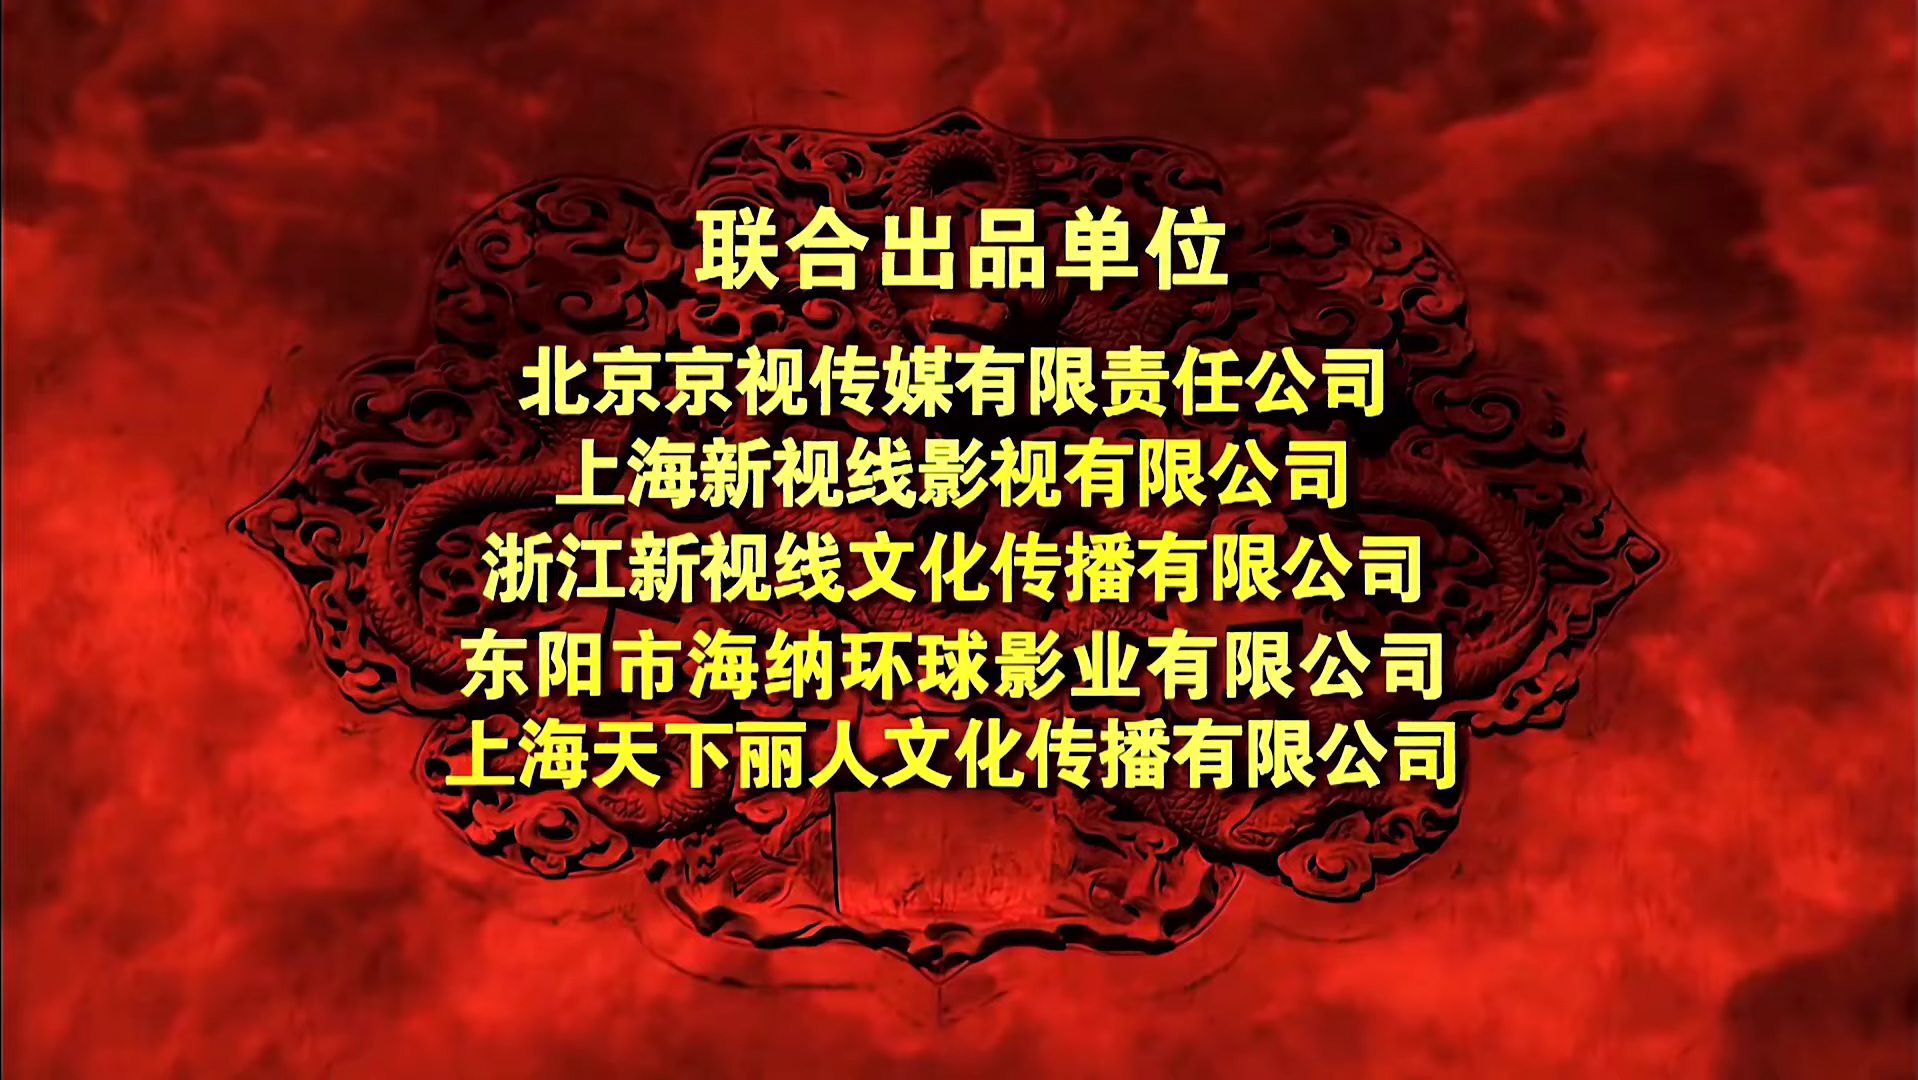 联合出品单位
北京京视传媒有限责任公司
上海新视线影视有限公司
浙江新视线文化传播有限公司
东阳市海纳环球影业有限公司
上海天下丽人文化传播有限公司